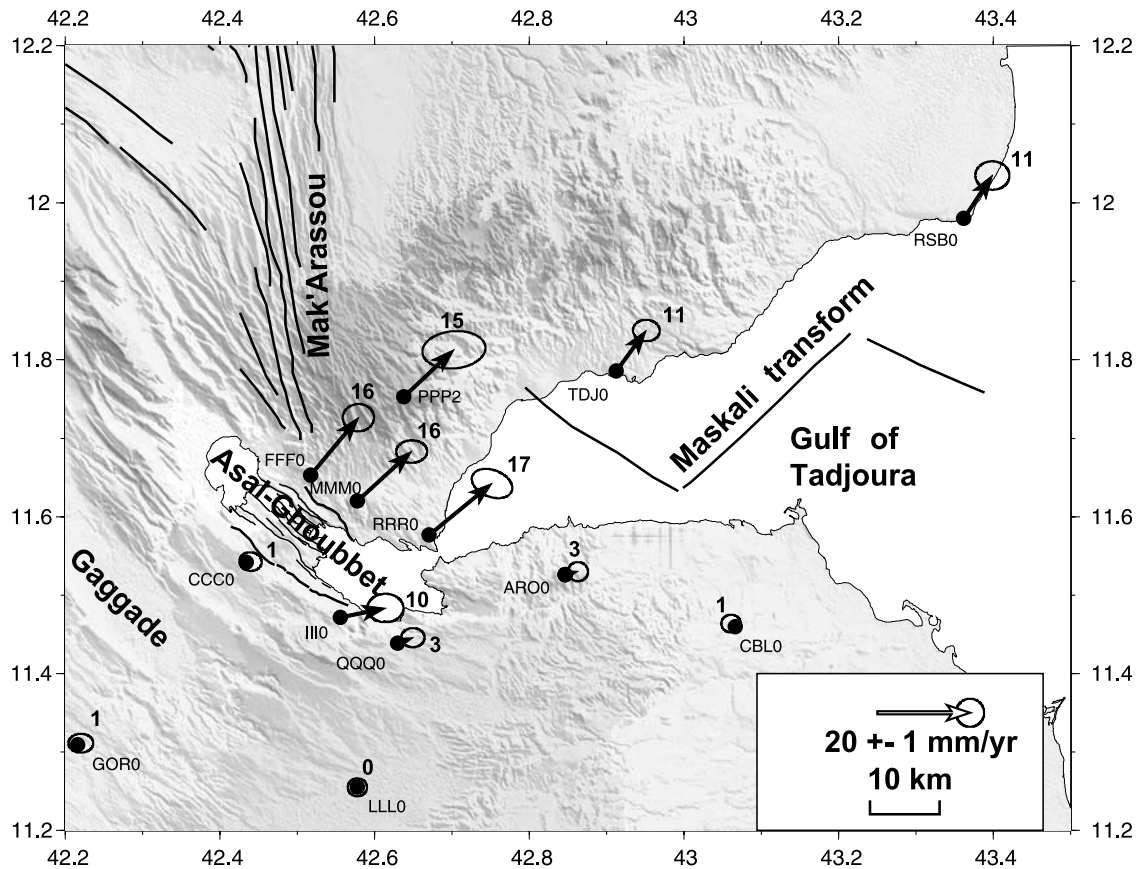 42.2 42.4 42.6 42.8 43 43.2 43.4
12.2 12.2
11
RSB0
12 12
Mak'Arassou
Maskali transform
15
11
11.8 11.8
PPP2
TDJ0
16
16
Gulf of
Tadjoura
FFF0
MMM0
17
RRR0
11.6 11.6
Asal-Ghoubbet
1
CCC0
3
ARO0
Gaggade
10
III0
1
CBL0
3
QQQ0
11.4 11.4
1
GOR0
20 +- 1 mm/yr
10 km
0
LLL0
11.2 11.2
42.2 42.4 42.6 42.8 43 43.2 43.4